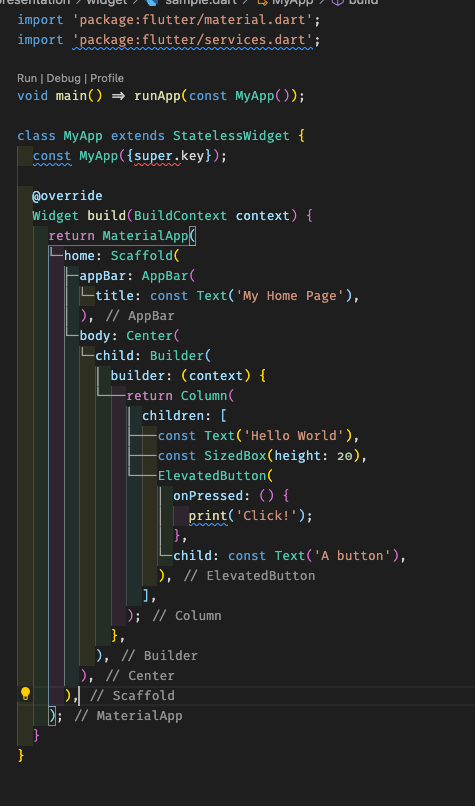 presentation > widget > sample.dart > MyApp > build
import 'package:flutter/material.dart';
import 'package:flutter/services.dart';
Run | Debug | Profile
void main() => runApp(const MyApp());
class MyApp extends StatelessWidget {
const MyApp({super.key});
@override
Widget build(BuildContext context) {
return MaterialApp(
home: Scaffold(
appBar: AppBar(
title: const Text('My Home Page'),
), // AppBar
body: Center(
child: Builder(
builder: (context) {
return Column(
children: [
const Text('Hello World'),
const SizedBox(height: 20),
ElevatedButton(
onPressed: () {
print('Click!');
},
child: const Text('A button'),
), // ElevatedButton
],
); // Column
},
), // Builder
), // Center
), // Scaffold
); // MaterialApp
}
}